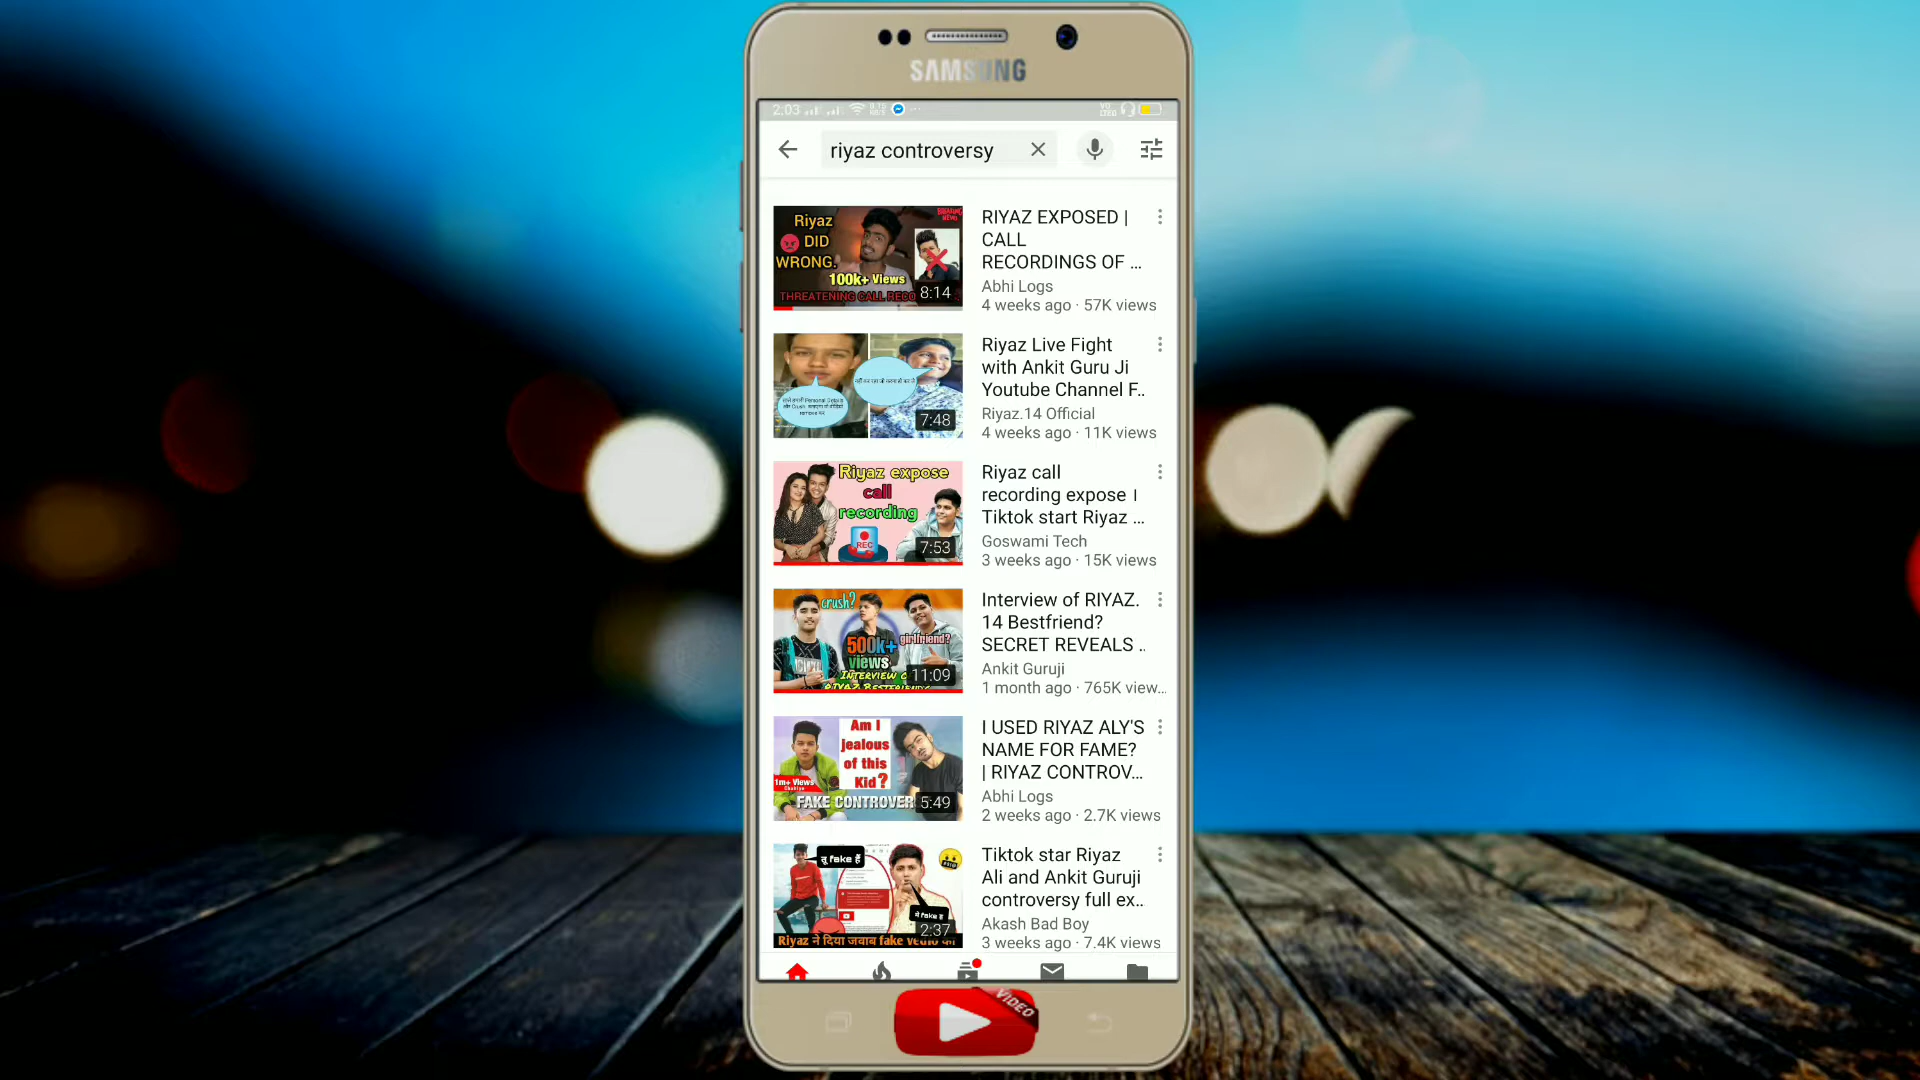 SAMSUNG
2:03
riyaz controversy
Riyaz
DID
WRONG.
100k+ Views
THREATENING CALL RECO
8:14
RIYAZ EXPOSED |
CALL
RECORDINGS OF ...
Abhi Logs
4 weeks ago · 57K views
7:48
Riyaz Live Fight
with Ankit Guru Ji
Youtube Channel F..
Riyaz.14 Official
4 weeks ago · 11K views
Riyaz expose
call
recording
REC
7:53
Riyaz call
recording expose ।
Tiktok start Riyaz ...
Goswami Tech
3 weeks ago · 15K views
crush?
girlfriend?
500k+
views
INTERVIEW O
RIYAZ BESTFRIEND
11:09
Interview of RIYAZ.
14 Bestfriend?
SECRET REVEALS ..
Ankit Guruji
1 month ago · 765K view...
Am I
jealous
of this
Kid?
1m+ Views
FAKE CONTROVER
5:49
I USED RIYAZ ALY'S
NAME FOR FAME?
| RIYAZ CONTROV...
Abhi Logs
2 weeks ago · 2.7K views
तू fake हैं
2:37
Riyaz ने दिया जवाब fake vedio का
Tiktok star Riyaz
Ali and Ankit Guruji
controversy full ex..
Akash Bad Boy
3 weeks ago · 7.4K views
VIDEO